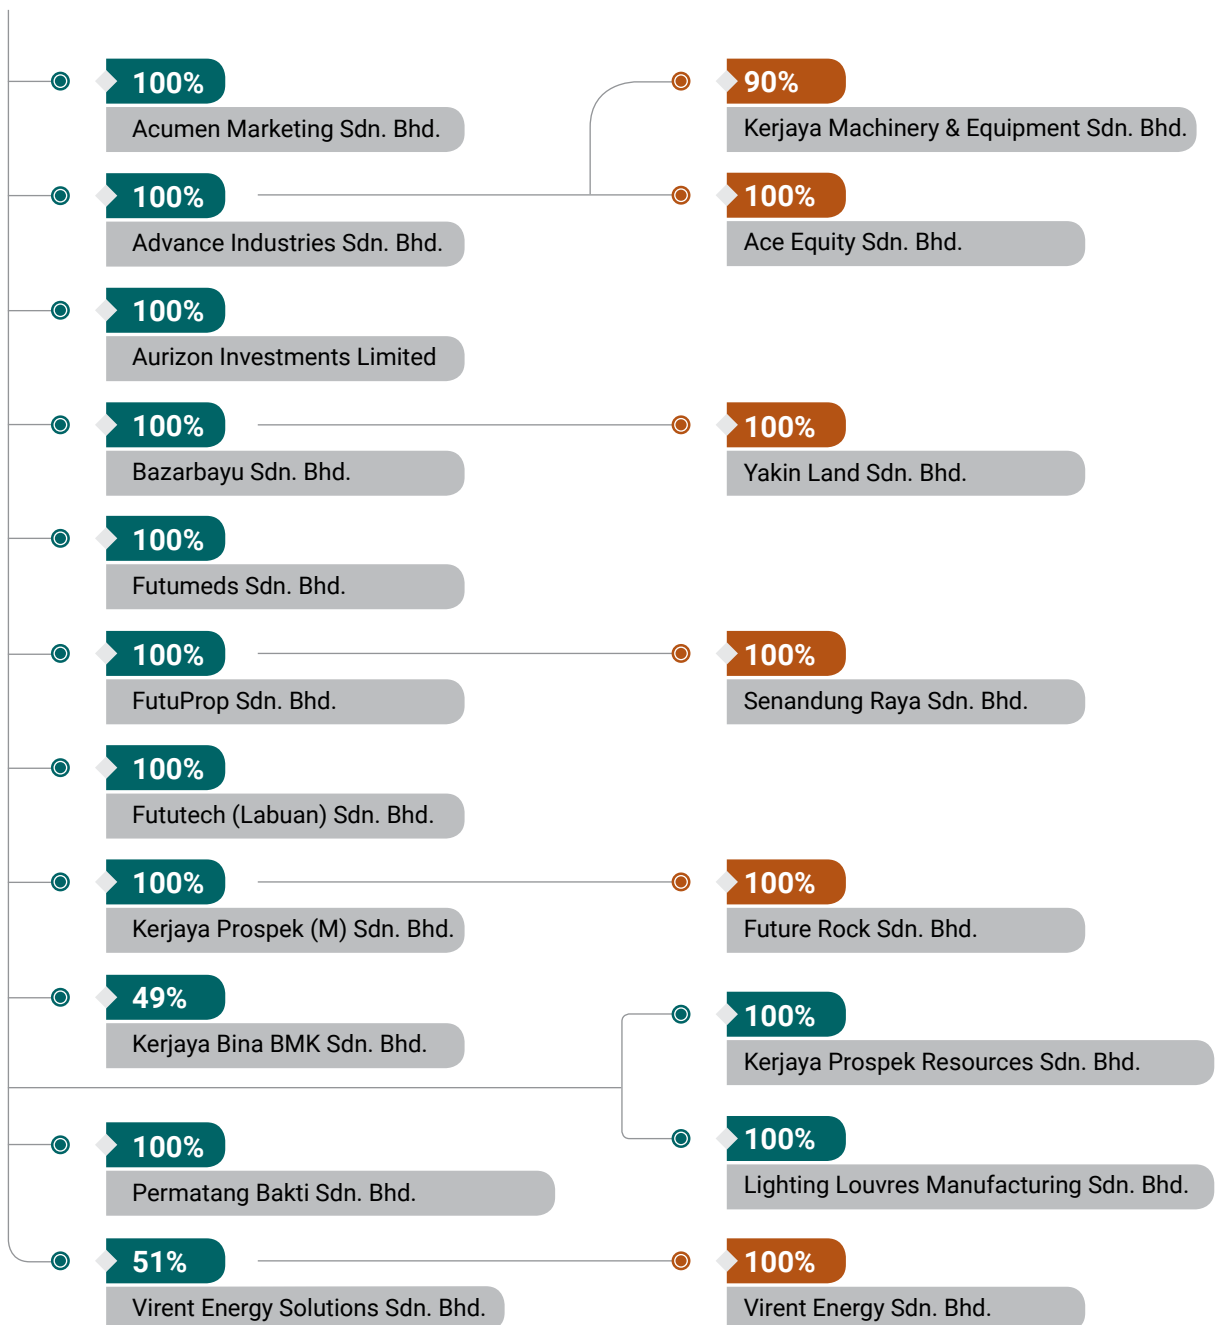 100%
Acumen Marketing Sdn. Bhd.
90%
Kerjaya Machinery & Equipment Sdn. Bhd.
100%
Advance Industries Sdn. Bhd.
100%
Ace Equity Sdn. Bhd.
100%
Aurizon Investments Limited
100%
Bazarbayu Sdn. Bhd.
100%
Yakin Land Sdn. Bhd.
100%
Futumeds Sdn. Bhd.
100%
FutuProp Sdn. Bhd.
100%
Senandung Raya Sdn. Bhd.
100%
Fututech (Labuan) Sdn. Bhd.
100%
Kerjaya Prospek (M) Sdn. Bhd.
100%
Future Rock Sdn. Bhd.
49%
Kerjaya Bina BMK Sdn. Bhd.
100%
Kerjaya Prospek Resources Sdn. Bhd.
100%
Permatang Bakti Sdn. Bhd.
100%
Lighting Louvres Manufacturing Sdn. Bhd.
51%
Virent Energy Solutions Sdn. Bhd.
100%
Virent Energy Sdn. Bhd.